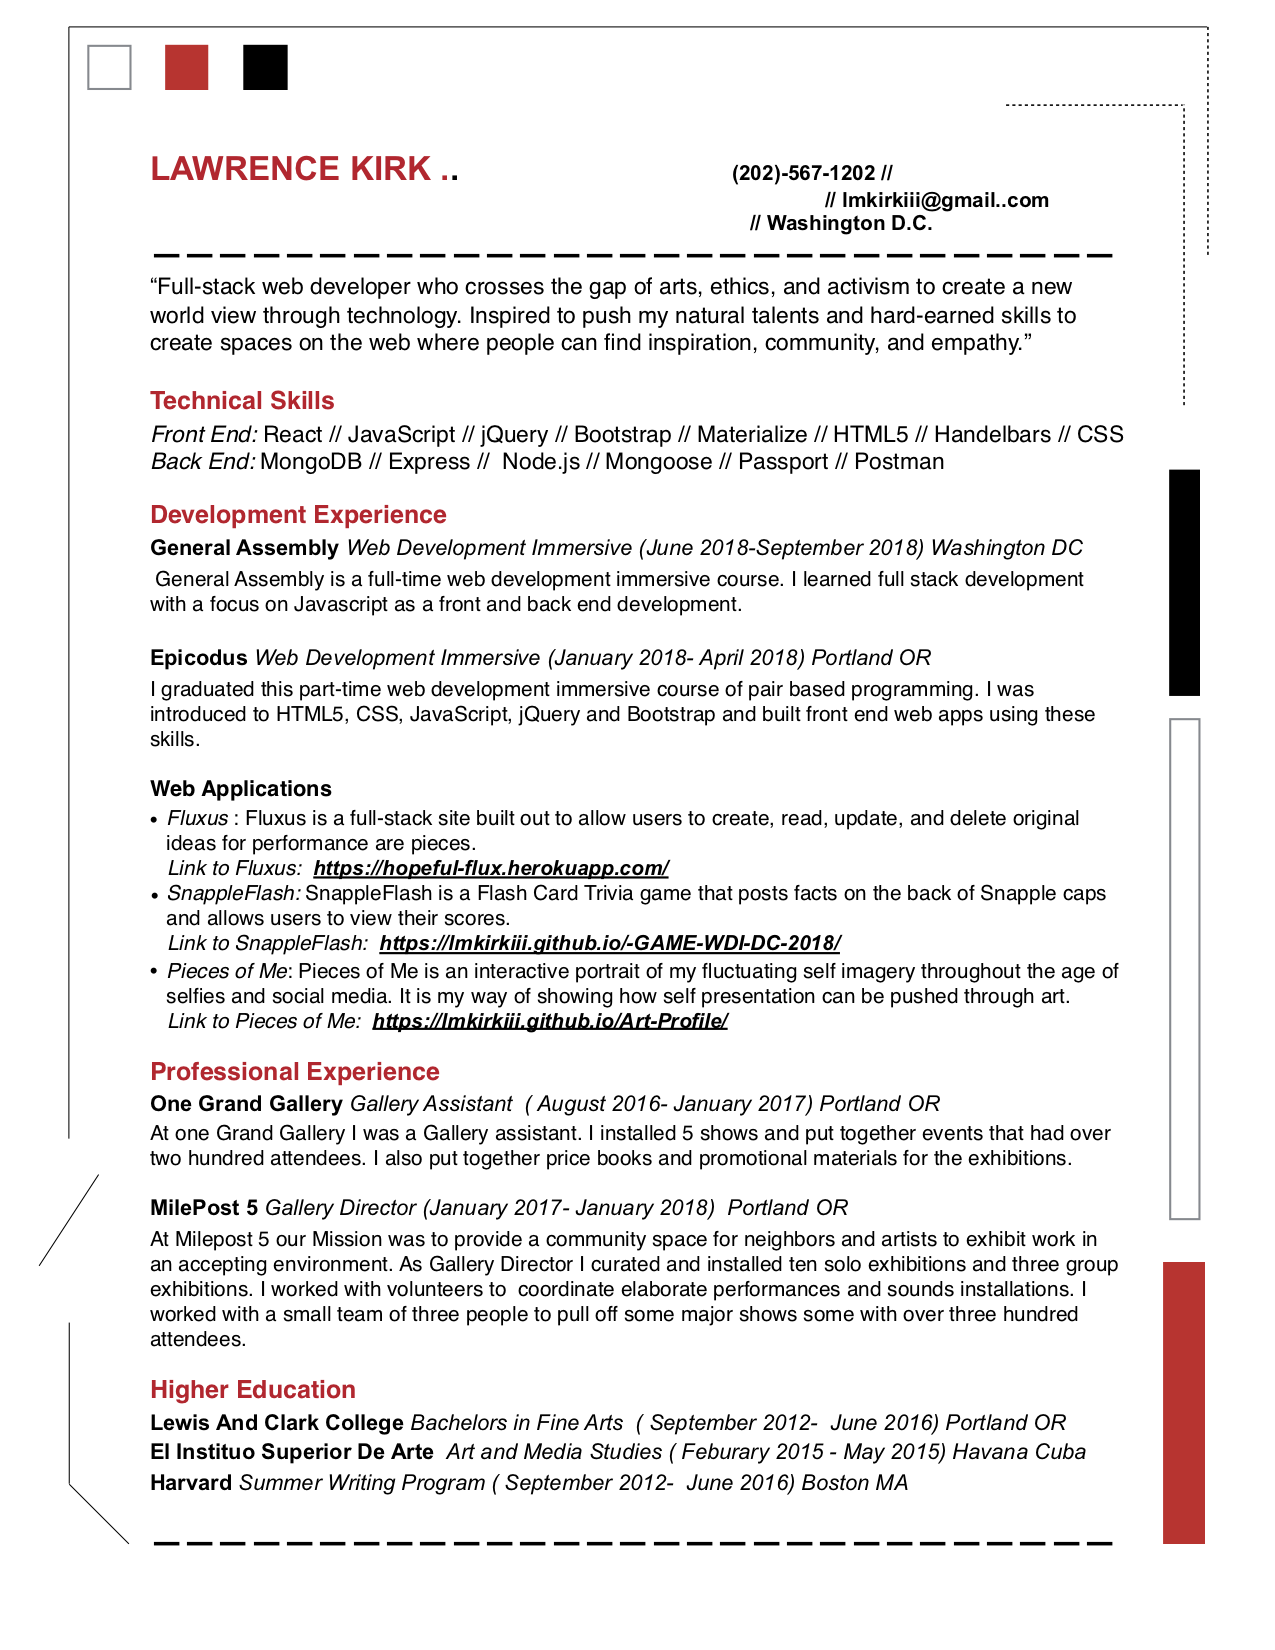 LAWRENCE KIRK ..
(202)-567-1202 //
// lmkirkiii@gmail..com
// Washington D.C.
“Full-stack web developer who crosses the gap of arts, ethics, and activism to create a new
world view through technology. Inspired to push my natural talents and hard-earned skills to
create spaces on the web where people can find inspiration, community, and empathy.”
Technical Skills
Front End: React // JavaScript // jQuery // Bootstrap // Materialize // HTML5 // Handelbars // CSS
Back End: MongoDB // Express // Node.js // Mongoose // Passport // Postman
Development Experience
General Assembly Web Development Immersive (June 2018-September 2018) Washington DC
General Assembly is a full-time web development immersive course. I learned full stack development
with a focus on Javascript as a front and back end development.
Epicodus Web Development Immersive (January 2018- April 2018) Portland OR
I graduated this part-time web development immersive course of pair based programming. I was
introduced to HTML5, CSS, JavaScript, jQuery and Bootstrap and built front end web apps using these
skills.
Web Applications
• Fluxus : Fluxus is a full-stack site built out to allow users to create, read, update, and delete original
ideas for performance are pieces.
Link to Fluxus: https://hopeful-flux.herokuapp.com/
• SnappleFlash: SnappleFlash is a Flash Card Trivia game that posts facts on the back of Snapple caps
and allows users to view their scores.
Link to SnappleFlash: https://lmkirkiii.github.io/-GAME-WDI-DC-2018/
• Pieces of Me: Pieces of Me is an interactive portrait of my fluctuating self imagery throughout the age of
selfies and social media. It is my way of showing how self presentation can be pushed through art.
Link to Pieces of Me: https://lmkirkiii.github.io/Art-Profile/
Professional Experience
One Grand Gallery Gallery Assistant ( August 2016- January 2017) Portland OR
At one Grand Gallery I was a Gallery assistant. I installed 5 shows and put together events that had over
two hundred attendees. I also put together price books and promotional materials for the exhibitions.
MilePost 5 Gallery Director (January 2017- January 2018) Portland OR
At Milepost 5 our Mission was to provide a community space for neighbors and artists to exhibit work in
an accepting environment. As Gallery Director I curated and installed ten solo exhibitions and three group
exhibitions. I worked with volunteers to coordinate elaborate performances and sounds installations. I
worked with a small team of three people to pull off some major shows some with over three hundred
attendees.
Higher Education
Lewis And Clark College Bachelors in Fine Arts ( September 2012- June 2016) Portland OR
El Instituo Superior De Arte Art and Media Studies ( Feburary 2015 - May 2015) Havana Cuba
Harvard Summer Writing Program ( September 2012- June 2016) Boston MA